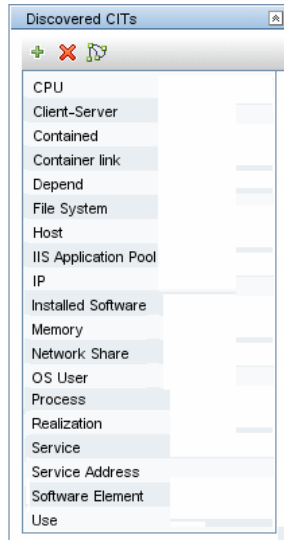 Discovered CITs
CPU
Client-Server
Contained
Container link
Depend
File System
Host
IIS Application Pool
IP
Installed Software
Memory
Network Share
OS User
Process
Realization
Service
Service Address
Software Element
Use